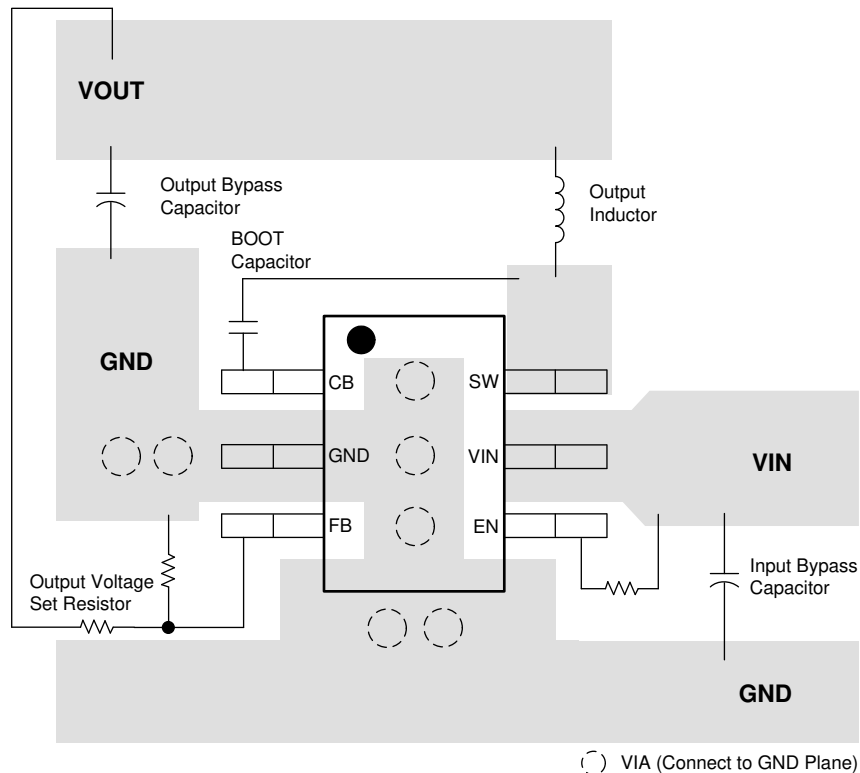 VOUT
Output Bypass
Capacitor
Output
Inductor
BOOT
Capacitor
GND
CB
SW
GND
VIN
VIN
FB
EN
Output Voltage
Set Resistor
Input Bypass
Capacitor
GND
VIA (Connect to GND Plane)